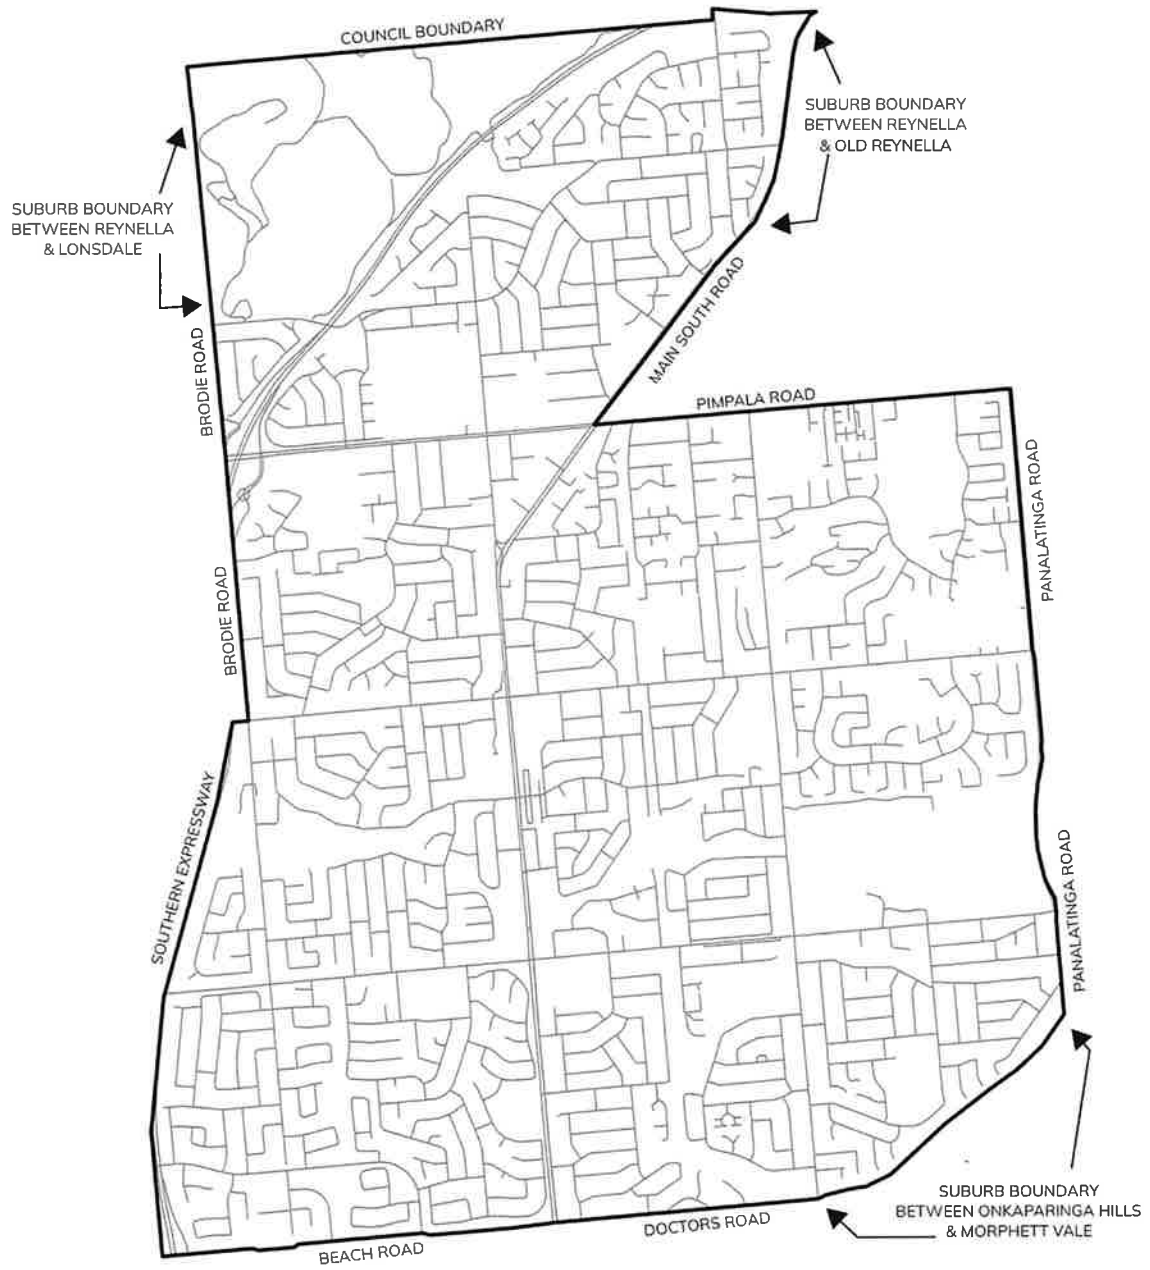 COUNCIL BOUNDARY
SUBURB BOUNDARY
BETWEEN REYNELLA
& OLD REYNELLA
SUBURB BOUNDARY
BETWEEN REYNELLA
& LONSDALE
MAIN SOUTH ROAD
BRODIE ROAD
PIMPALA ROAD
PANALATINGA ROAD
BRODIE ROAD
SOUTHERN EXPRESSWAY
PANALATINGA ROAD
SUBURB BOUNDARY
BETWEEN ONKAPARINGA HILLS
& MORPHETT VALE
DOCTORS ROAD
BEACH ROAD